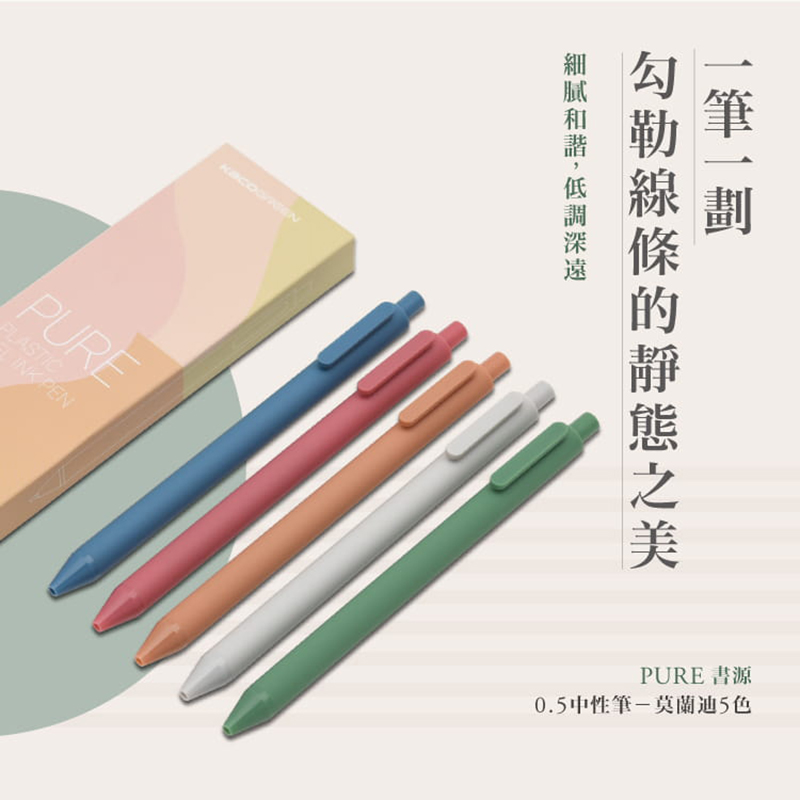 一筆一劃
勾勒線條的靜態之美
細膩和諧，低調深遠
KACOGREEN
PURE
PLASTIC
GEL INK PEN
PURE 書源
0.5中性筆－莫蘭迪5色